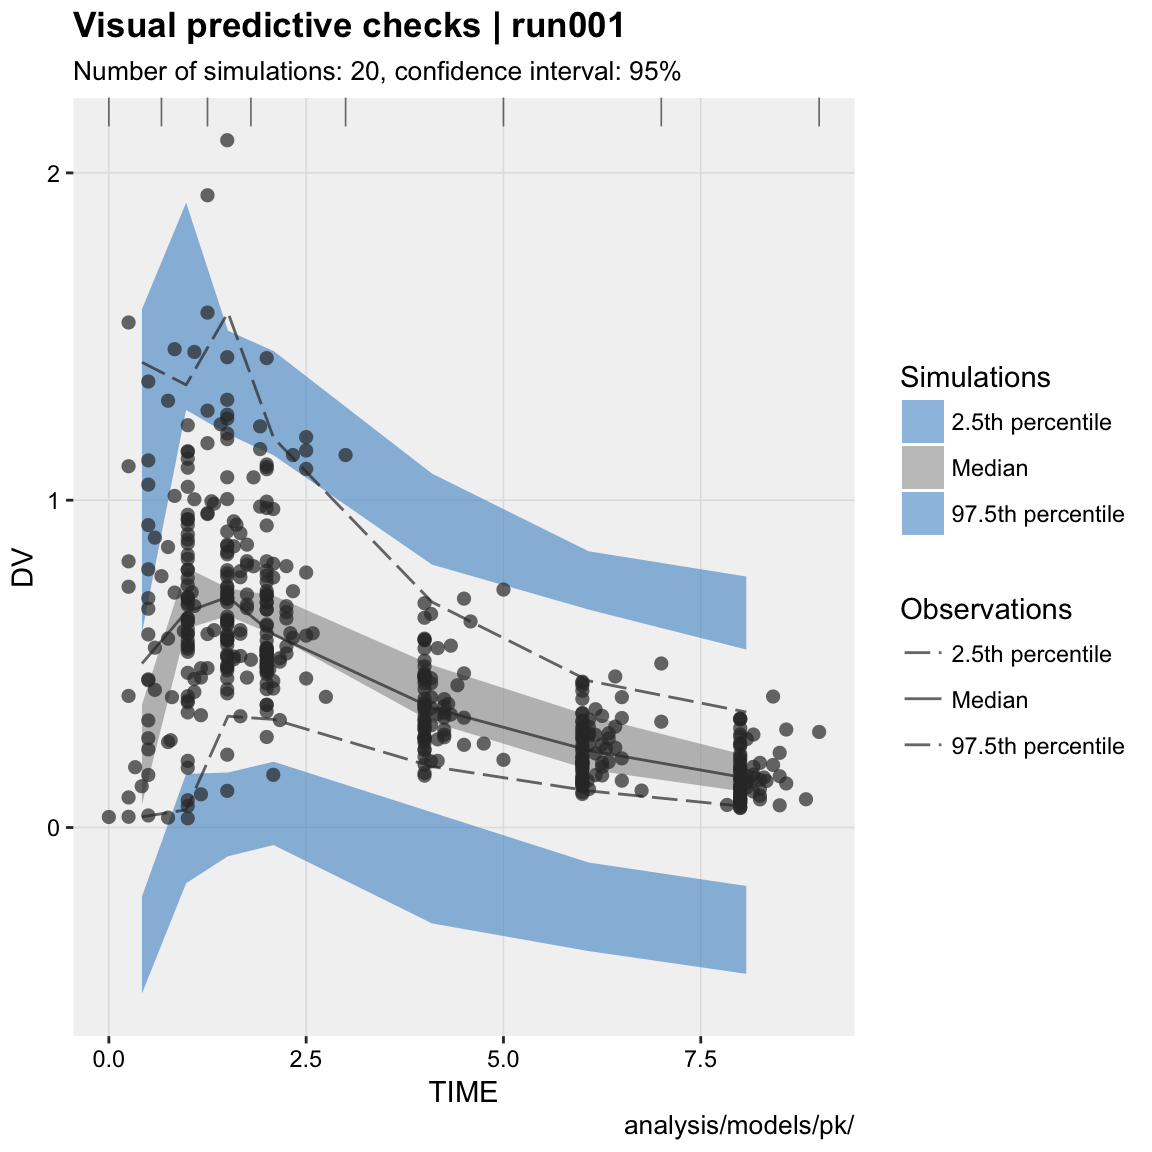 Visual predictive checks | run001
Number of simulations: 20, confidence interval: 95%
2
1
0
DV
0.0
2.5
5.0
7.5
TIME
analysis/models/pk/
Simulations
2.5th percentile
Median
97.5th percentile
Observations
2.5th percentile
Median
97.5th percentile